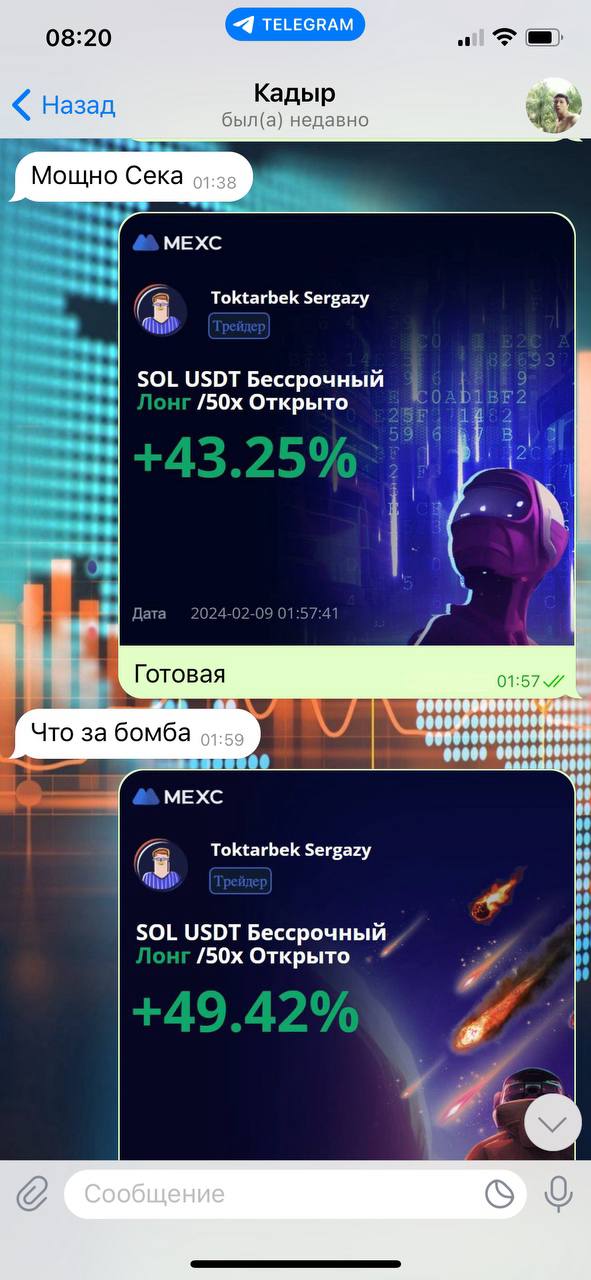 08:20
TELEGRAM
Назад
Кадыр
был(а) недавно
Мощно Сека 01:38
MEXC
Toktarbek Sergazy
Трейдер
SOL USDT Бессрочный
Лонг /50x Открыто
+43.25%
Дата 2024-02-09 01:57:41
Готовая 01:57
Что за бомба 01:59
MEXC
Toktarbek Sergazy
Трейдер
SOL USDT Бессрочный
Лонг /50x Открыто
+49.42%
Сообщение